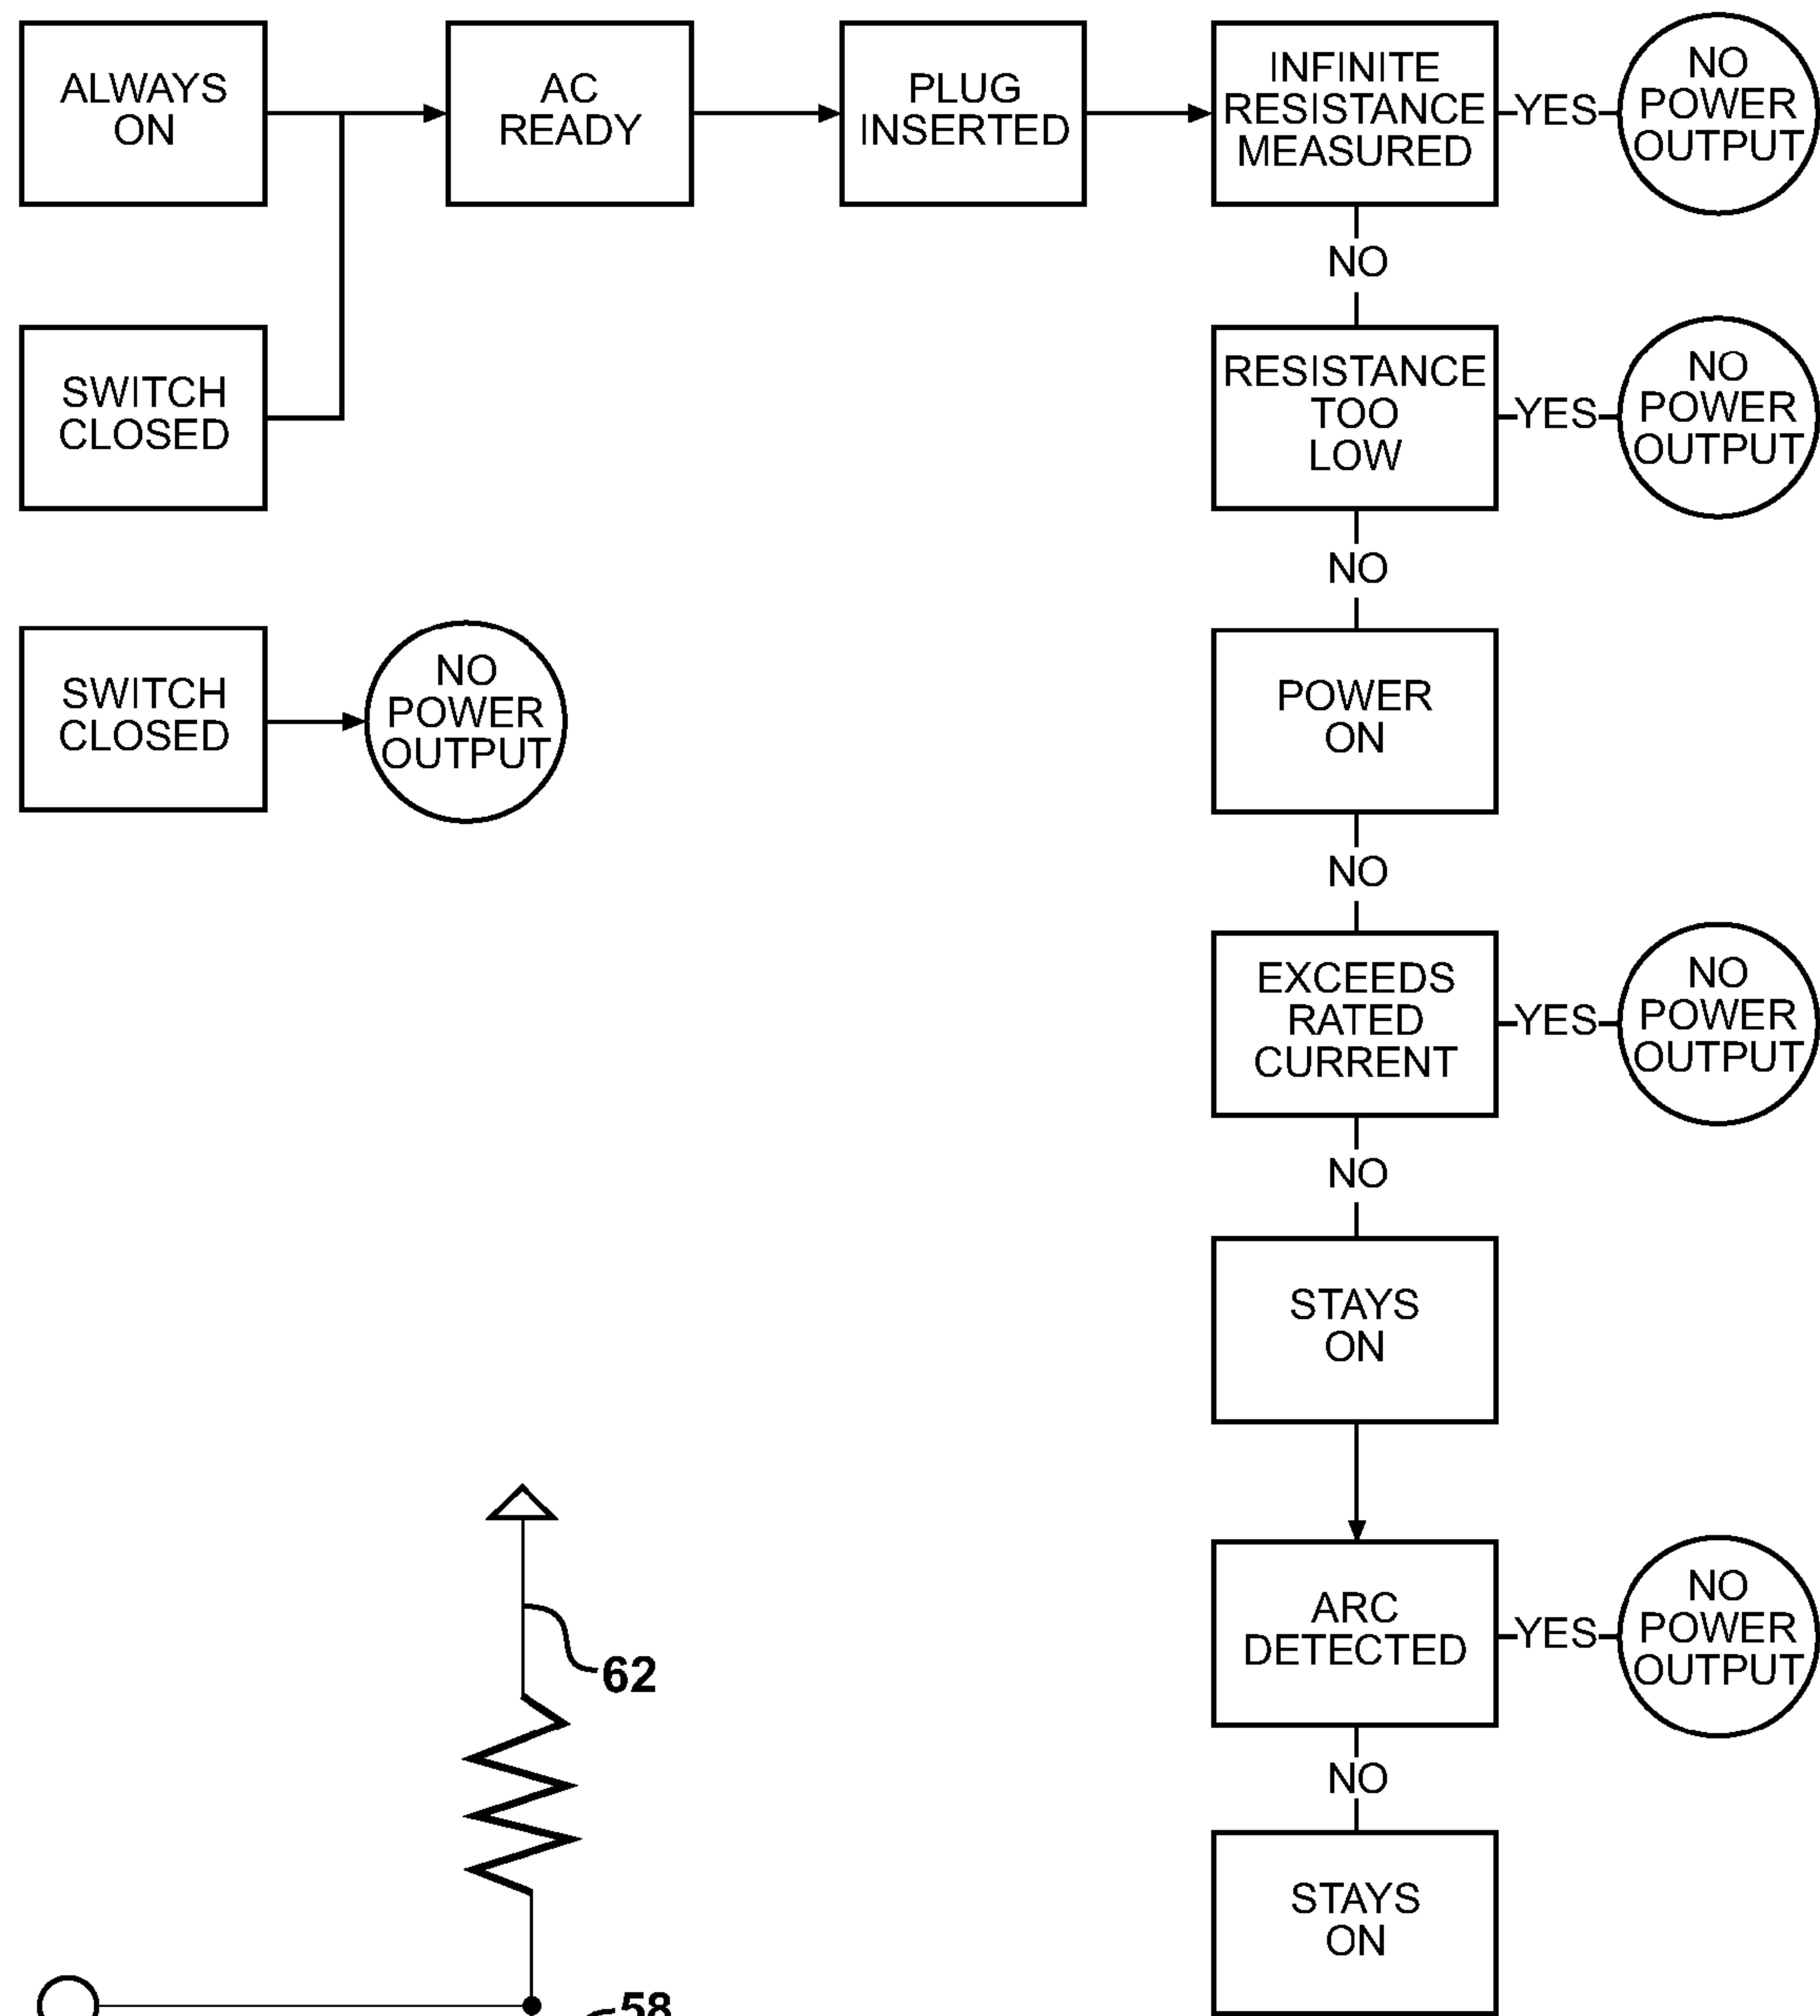 ALWAYS
ON
AC
READY
PLUG
INSERTED
INFINITE
RESISTANCE
MEASURED
YES
NO
POWER
OUTPUT
NO
SWITCH
CLOSED
RESISTANCE
TOO
LOW
YES
NO
POWER
OUTPUT
NO
SWITCH
CLOSED
NO
POWER
OUTPUT
POWER
ON
NO
EXCEEDS
RATED
CURRENT
YES
NO
POWER
OUTPUT
NO
STAYS
ON
ARC
DETECTED
YES
NO
POWER
OUTPUT
62
NO
STAYS
ON
58